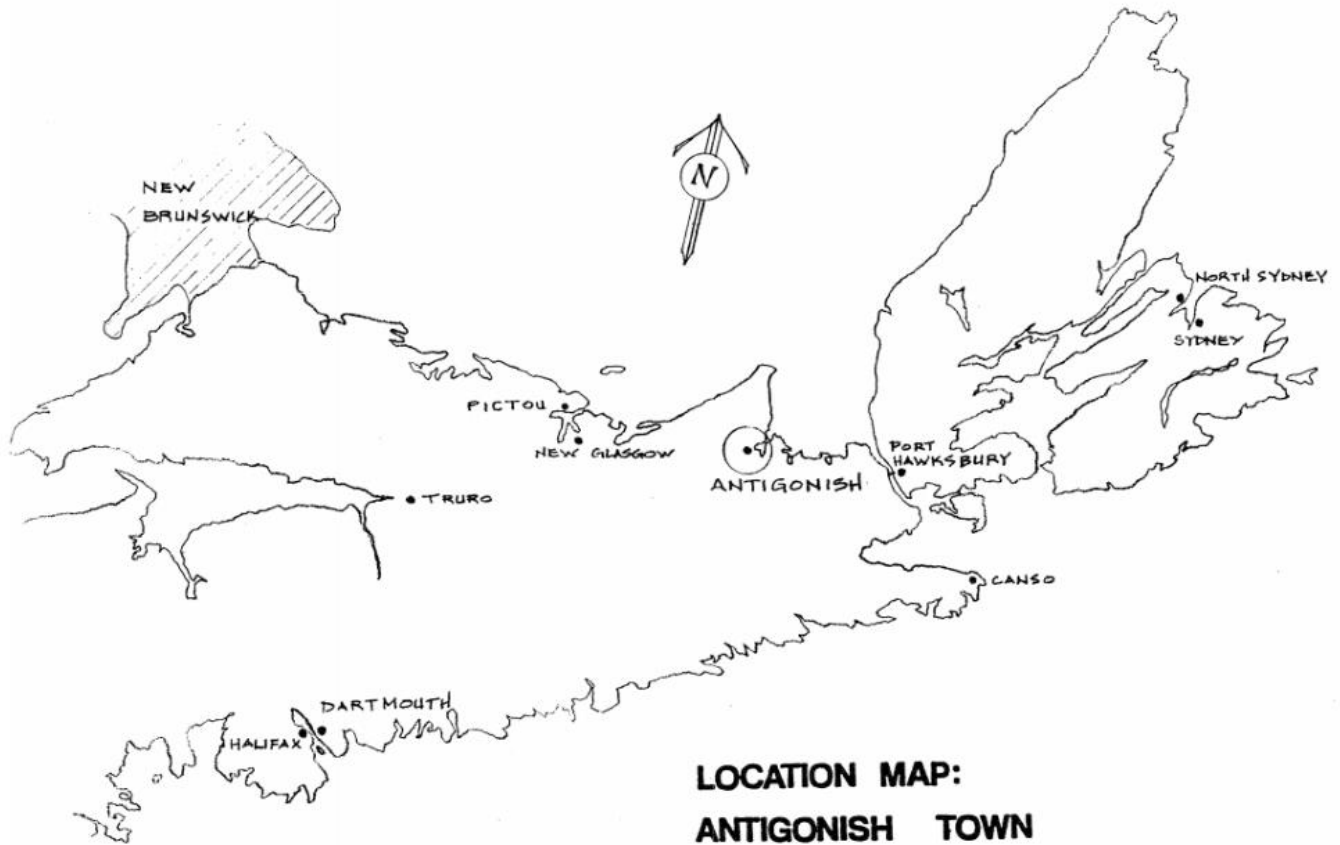 N
NEW
BRUNSWICK
NORTH SYDNEY
SYDNEY
PICTOU
NEW GLASGOW
ANTIGONISH
PORT
HAWKSBURY
TRURO
CANSO
DARTMOUTH
HALIFAX
LOCATION MAP:
ANTIGONISH TOWN